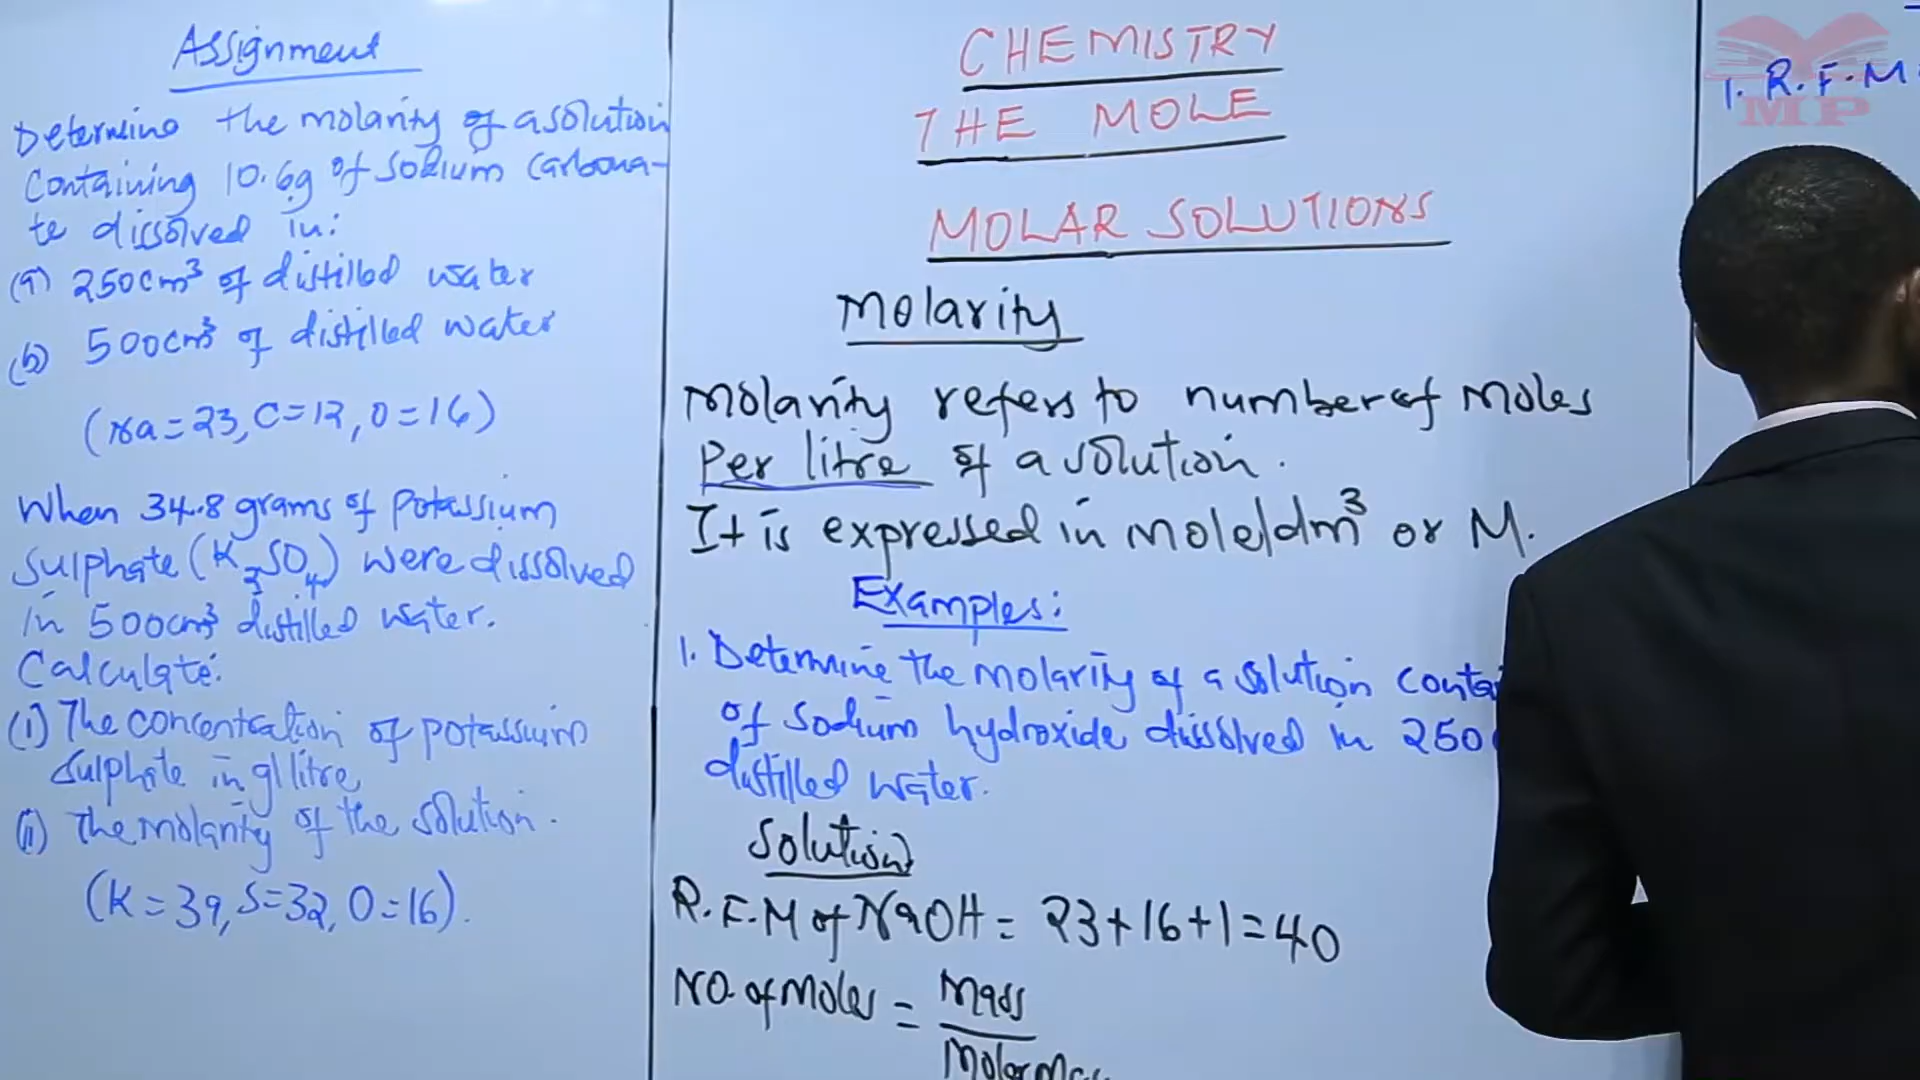 Assignment
Determine the molarity of a solution
Containing 10.6g of sodium Carbona-
te dissolved in:
(a) 250cm³ of distilled water
(b) 500cm³ of distilled water
(Na=23, C=12, O=16)
When 34.8 grams of Potassium
Sulphate (K₂SO₄) were dissolved
in 500cm³ distilled water.
Calculate:
(i) The concentration of potassium
Sulphate in g/litre
(ii) The molarity of the solution.
(K=39, S=32, O=16).
CHEMISTRY
THE MOLE
MOLAR SOLUTIONS
Molarity
Molarity refers to number of moles
Per litre of a solution.
It is expressed in mole/dm³ or M.
Examples:
1. Determine the molarity of a solution conta
of sodium hydroxide dissolved in 250
distilled water.
Solution
R.F.M of NaOH = 23+16+1=40
NO. of moles = Mass
Molar Mas
1. R.F.M
MP